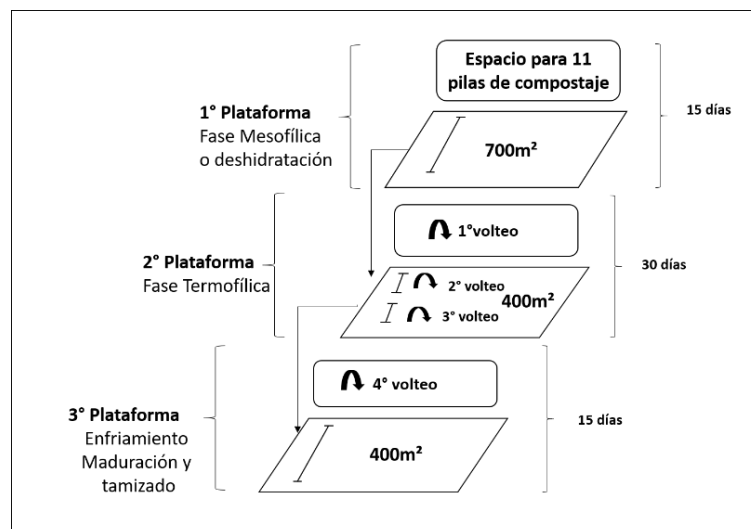 Espacio para 11
pilas de compostaje
1° Plataforma
Fase Mesofílica
o deshidratación
700m²
15 días
1°volteo
2° Plataforma
Fase Termofílica
2° volteo
3° volteo
400m²
30 días
4° volteo
3° Plataforma
Enfriamiento
Maduración y
tamizado
400m²
15 días